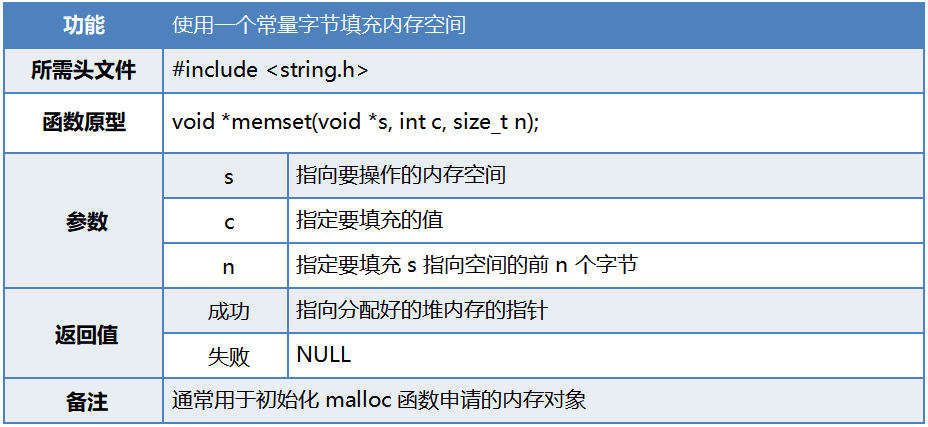 功能 使用一个常量字节填充内存空间
所需头文件 #include <string.h>
函数原型 void *memset(void *s, int c, size_t n);
参数 s 指向要操作的内存空间
c 指定要填充的值
n 指定要填充 s 指向空间的前 n 个字节
返回值 成功 指向分配好的堆内存的指针
失败 NULL
备注 通常用于初始化 malloc 函数申请的内存对象